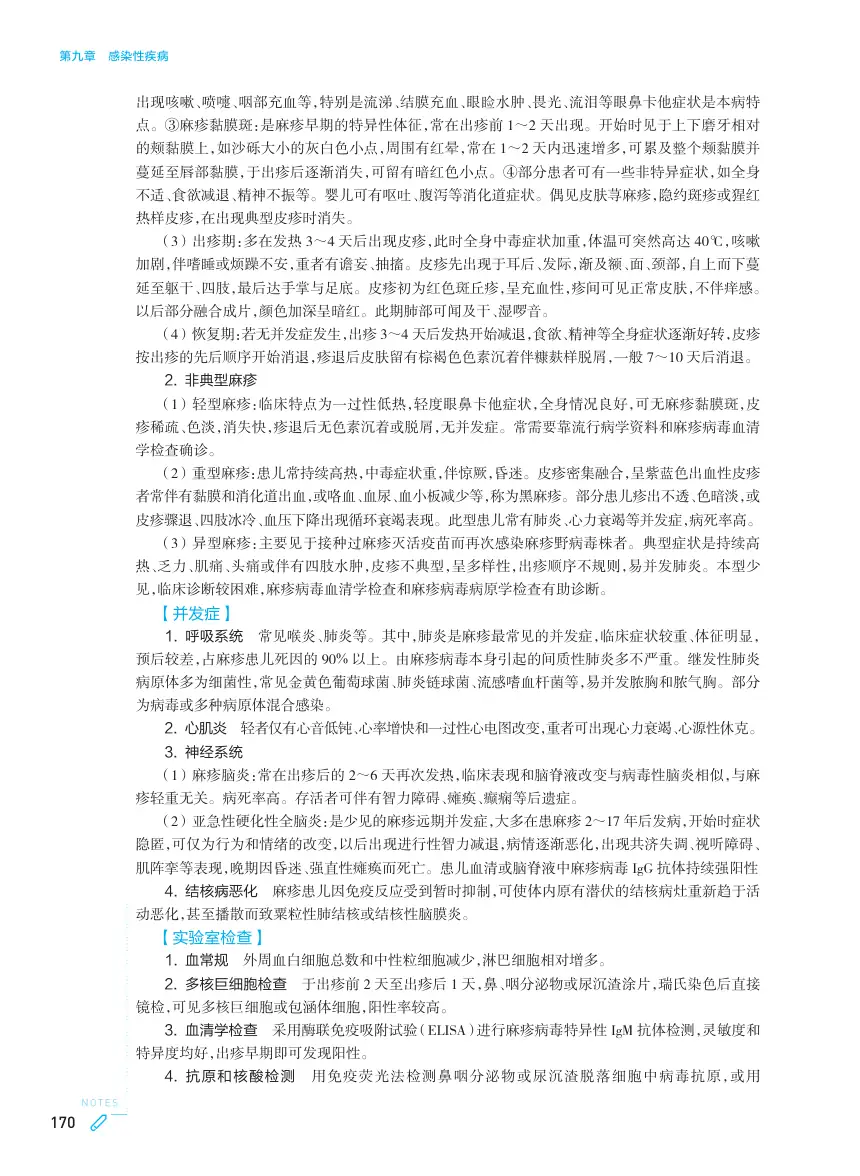 第九章　感染性疾病
出现咳嗽、喷嚏、咽部充血等,特别是流涕、结膜充血、眼睑水肿、畏光、流泪等眼鼻卡他症状是本病特
点。③麻疹黏膜斑:是麻疹早期的特异性体征,常在出疹前 1～2 天出现。开始时见于上下磨牙相对
的颊黏膜上,如沙砾大小的灰白色小点,周围有红晕,常在 1～2 天内迅速增多,可累及整个颊黏膜并
蔓延至唇部黏膜,于出疹后逐渐消失,可留有暗红色小点。④部分患者可有一些非特异症状,如全身
不适、食欲减退、精神不振等。婴儿可有呕吐、腹泻等消化道症状。偶见皮肤荨麻疹,隐约斑疹或猩红
热样皮疹,在出现典型皮疹时消失。
（3）出疹期:多在发热 3～4 天后出现皮疹,此时全身中毒症状加重,体温可突然高达 40℃,咳嗽
加剧,伴嗜睡或烦躁不安,重者有谵妄、抽搐。皮疹先出现于耳后、发际,渐及额、面、颈部,自上而下蔓
延至躯干、四肢,最后达手掌与足底。皮疹初为红色斑丘疹,呈充血性,疹间可见正常皮肤,不伴痒感。
以后部分融合成片,颜色加深呈暗红。此期肺部可闻及干、湿啰音。
（4）恢复期:若无并发症发生,出疹 3～4 天后发热开始减退,食欲、精神等全身症状逐渐好转,皮疹
按出疹的先后顺序开始消退,疹退后皮肤留有棕褐色色素沉着伴糠麸样脱屑,一般 7～10 天后消退。
2. 非典型麻疹
（1）轻型麻疹:临床特点为一过性低热,轻度眼鼻卡他症状,全身情况良好,可无麻疹黏膜斑,皮
疹稀疏、色淡,消失快,疹退后无色素沉着或脱屑,无并发症。常需要靠流行病学资料和麻疹病毒血清
学检查确诊。
（2）重型麻疹:患儿常持续高热,中毒症状重,伴惊厥,昏迷。皮疹密集融合,呈紫蓝色出血性皮疹
者常伴有黏膜和消化道出血,或咯血、血尿、血小板减少等,称为黑麻疹。部分患儿疹出不透、色暗淡,或
皮疹骤退、四肢冰冷、血压下降出现循环衰竭表现。此型患儿常有肺炎、心力衰竭等并发症,病死率高。
（3）异型麻疹:主要见于接种过麻疹灭活疫苗而再次感染麻疹野病毒株者。典型症状是持续高
热、乏力、肌痛、头痛或伴有四肢水肿,皮疹不典型,呈多样性,出疹顺序不规则,易并发肺炎。本型少
见,临床诊断较困难,麻疹病毒血清学检查和麻疹病毒病原学检查有助诊断。
【并发症】
1. 呼吸系统　常见喉炎、肺炎等。其中,肺炎是麻疹最常见的并发症,临床症状较重、体征明显,
预后较差,占麻疹患儿死因的 90% 以上。由麻疹病毒本身引起的间质性肺炎多不严重。继发性肺炎
病原体多为细菌性,常见金黄色葡萄球菌、肺炎链球菌、流感嗜血杆菌等,易并发脓胸和脓气胸。部分
为病毒或多种病原体混合感染。
2. 心肌炎　轻者仅有心音低钝、心率增快和一过性心电图改变,重者可出现心力衰竭、心源性休克。
3. 神经系统
（1）麻疹脑炎:常在出疹后的 2～6 天再次发热,临床表现和脑脊液改变与病毒性脑炎相似,与麻
疹轻重无关。病死率高。存活者可伴有智力障碍、瘫痪、癫痫等后遗症。
（2）亚急性硬化性全脑炎:是少见的麻疹远期并发症,大多在患麻疹 2～17 年后发病,开始时症状
隐匿,可仅为行为和情绪的改变,以后出现进行性智力减退,病情逐渐恶化,出现共济失调、视听障碍、
肌阵挛等表现,晚期因昏迷、强直性瘫痪而死亡。患儿血清或脑脊液中麻疹病毒 IgG 抗体持续强阳性
4. 结核病恶化　麻疹患儿因免疫反应受到暂时抑制,可使体内原有潜伏的结核病灶重新趋于活
动恶化,甚至播散而致粟粒性肺结核或结核性脑膜炎。
【实验室检查】
1. 血常规　外周血白细胞总数和中性粒细胞减少,淋巴细胞相对增多。
2. 多核巨细胞检查　于出疹前 2 天至出疹后 1 天,鼻、咽分泌物或尿沉渣涂片,瑞氏染色后直接
镜检,可见多核巨细胞或包涵体细胞,阳性率较高。
3. 血清学检查　采用酶联免疫吸附试验（ELISA）进行麻疹病毒特异性 IgM 抗体检测,灵敏度和
特异度均好,出疹早期即可发现阳性。
4. 抗原和核酸检测　用免疫荧光法检测鼻咽分泌物或尿沉渣脱落细胞中病毒抗原,或用
NOTES
170